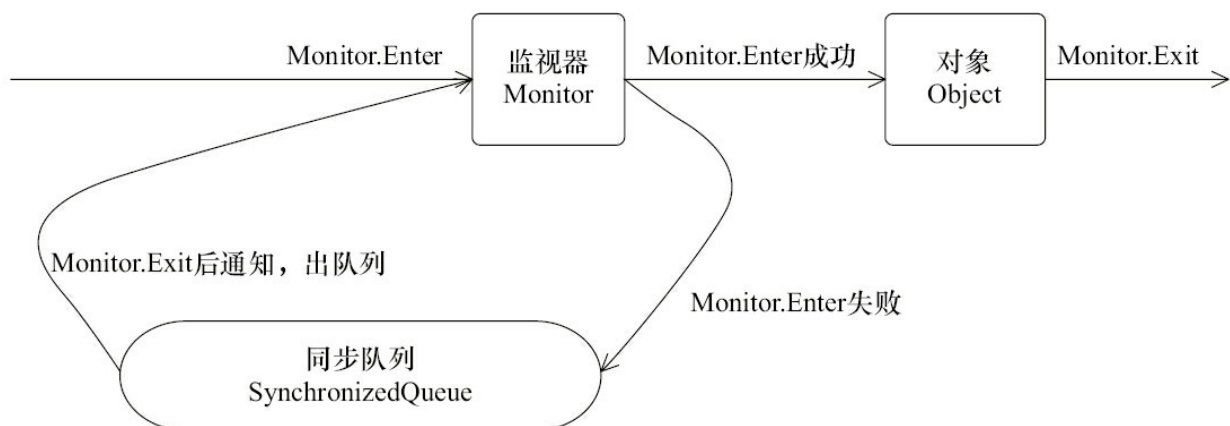 Monitor.Enter
监视器
Monitor
Monitor.Enter成功
对象
Object
Monitor.Exit
Monitor.Exit后通知，出队列
Monitor.Enter失败
同步队列
SynchronizedQueue